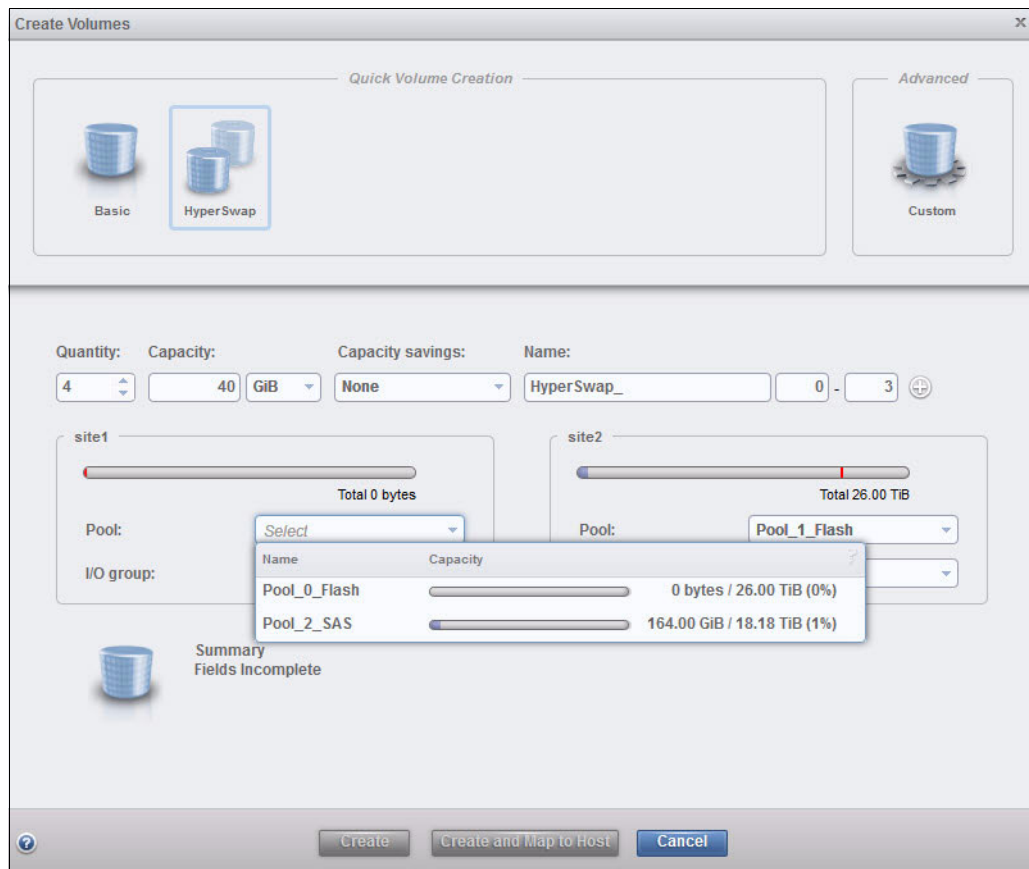 Create Volumes x
Quick Volume Creation
Advanced
Basic
HyperSwap
Custom
Quantity: Capacity: Capacity savings: Name:
4 40 GiB None HyperSwap_ 0 - 3
site1
site2
Total 0 bytes
Total 26.00 TiB
Pool: Select
Pool: Pool_1_Flash
I/O group:
Name Capacity ?
Pool_0_Flash 0 bytes / 26.00 TiB (0%)
Pool_2_SAS 164.00 GiB / 18.18 TiB (1%)
Summary
Fields Incomplete
? Create Create and Map to Host Cancel